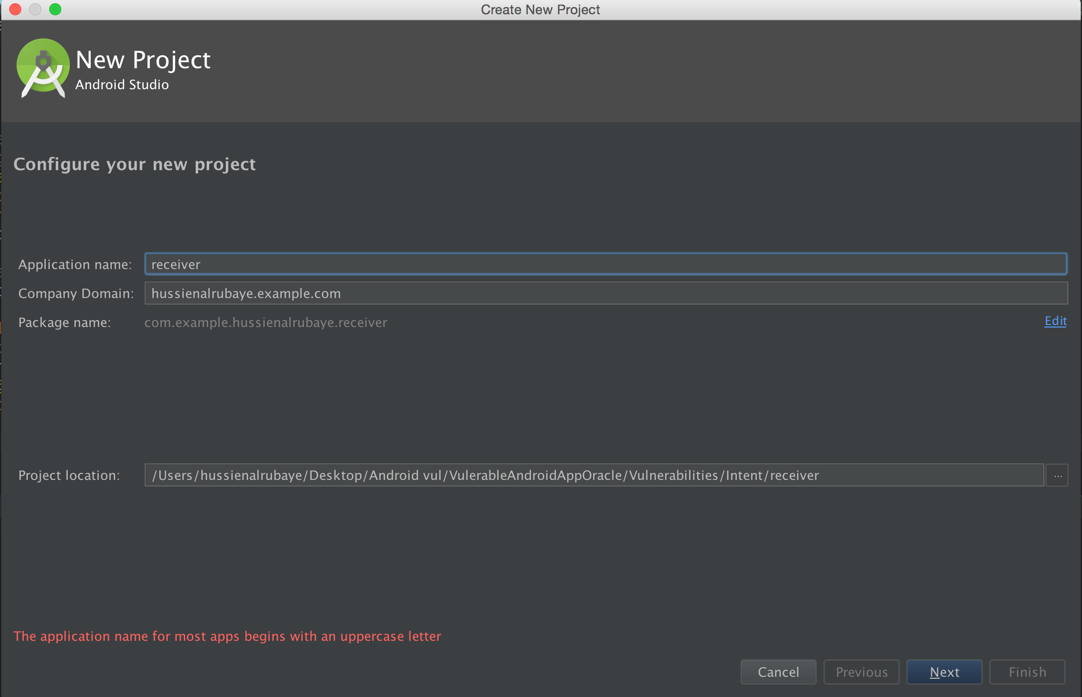 Create New Project
New Project
Android Studio
Configure your new project
Application name: receiver
Company Domain: hussienalrubaye.example.com
Package name: com.example.hussienalrubaye.receiver Edit
Project location: /Users/hussienalrubaye/Desktop/Android vul/VulerableAndroidAppOracle/Vulnerabilities/Intent/receiver ...
The application name for most apps begins with an uppercase letter
Cancel Previous Next Finish